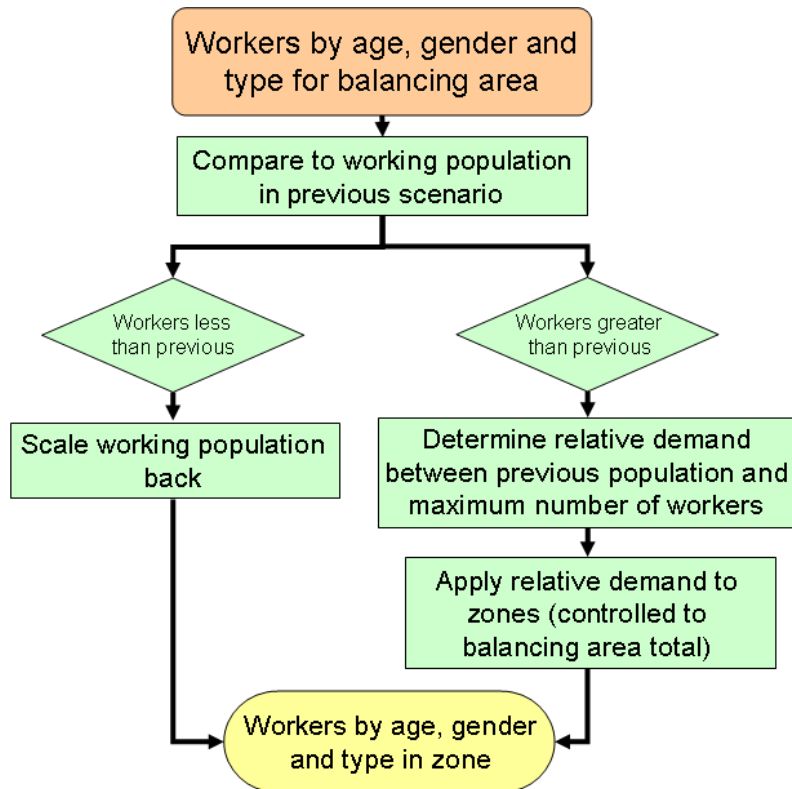 Workers by age, gender and
type for balancing area
Compare to working population
in previous scenario
Workers less
than previous
Workers greater
than previous
Scale working population
back
Determine relative demand
between previous population and
maximum number of workers
Apply relative demand to
zones (controlled to
balancing area total)
Workers by age, gender
and type in zone